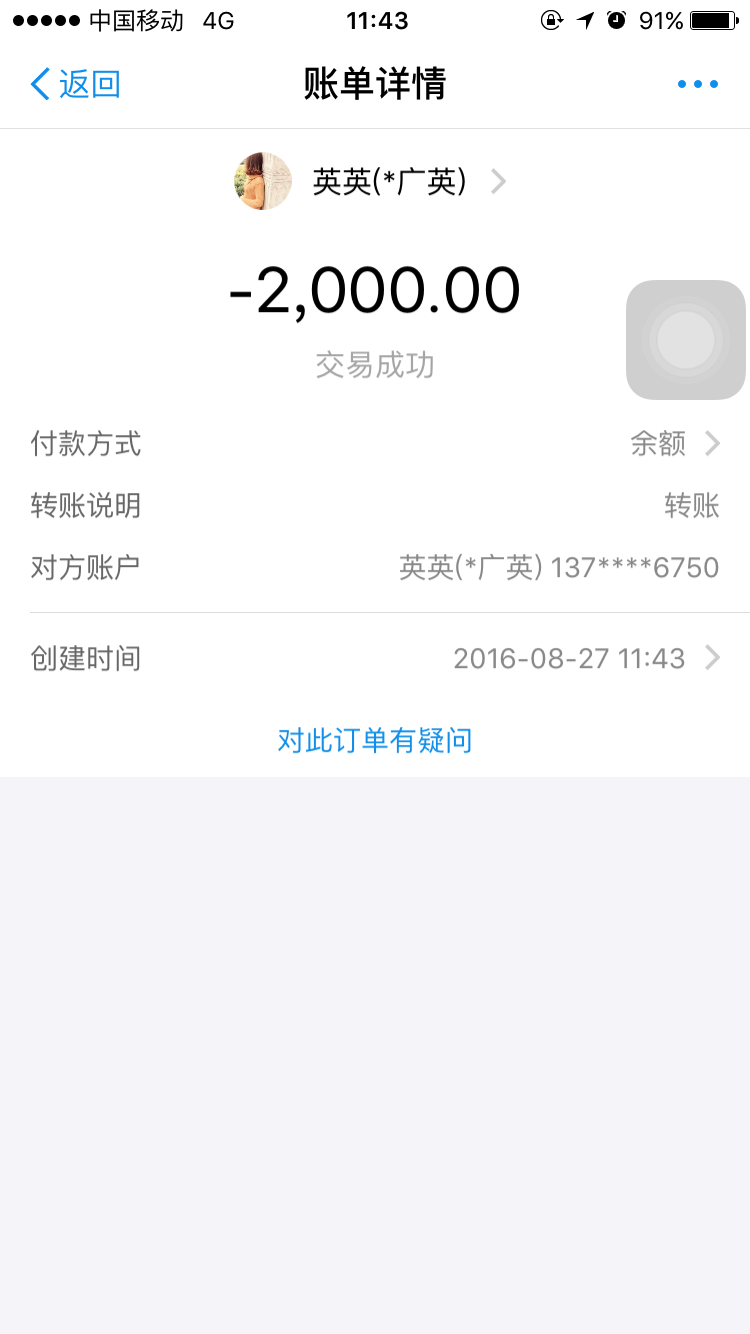 中国移动 4G 11:43 91%
返回 账单详情
英英(*广英)
-2,000.00
交易成功
付款方式 余额
转账说明 转账
对方账户 英英(*广英) 137****6750
创建时间 2016-08-27 11:43
对此订单有疑问